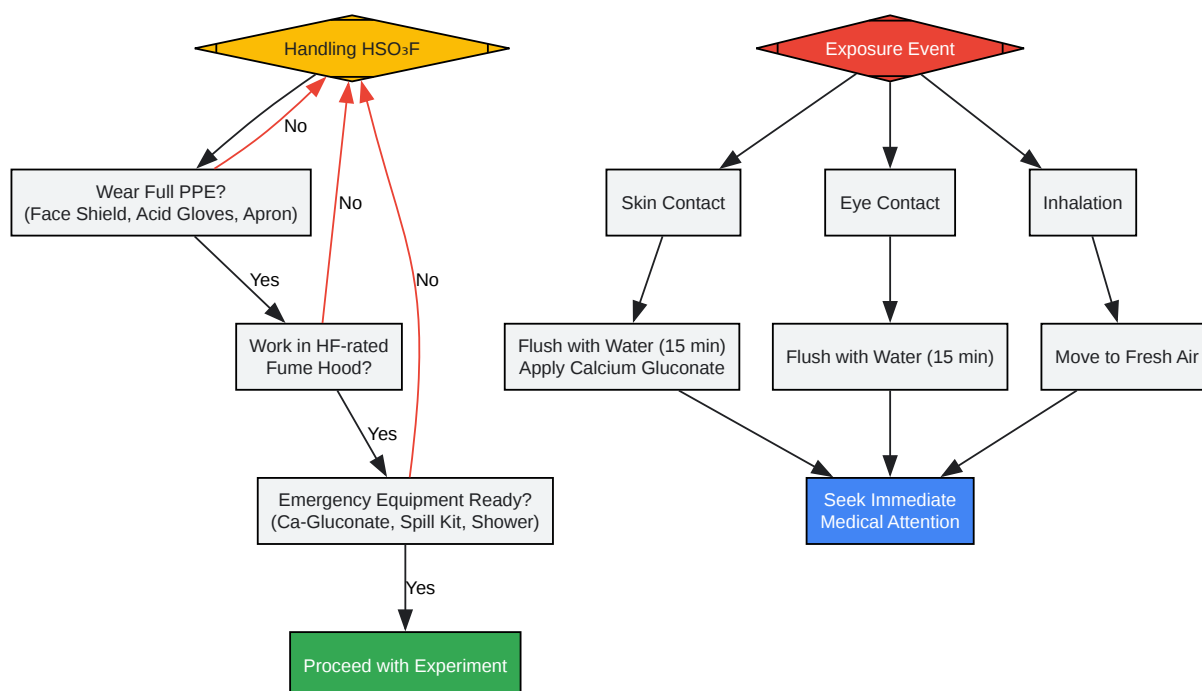 Handling HSO₃F
Exposure Event
No
Wear Full PPE?
(Face Shield, Acid Gloves, Apron)
No
Skin Contact
Eye Contact
Inhalation
Yes
No
Work in HF-rated
Fume Hood?
Flush with Water (15 min)
Apply Calcium Gluconate
Flush with Water (15 min)
Move to Fresh Air
Yes
Emergency Equipment Ready?
(Ca-Gluconate, Spill Kit, Shower)
Seek Immediate
Medical Attention
Yes
Proceed with Experiment